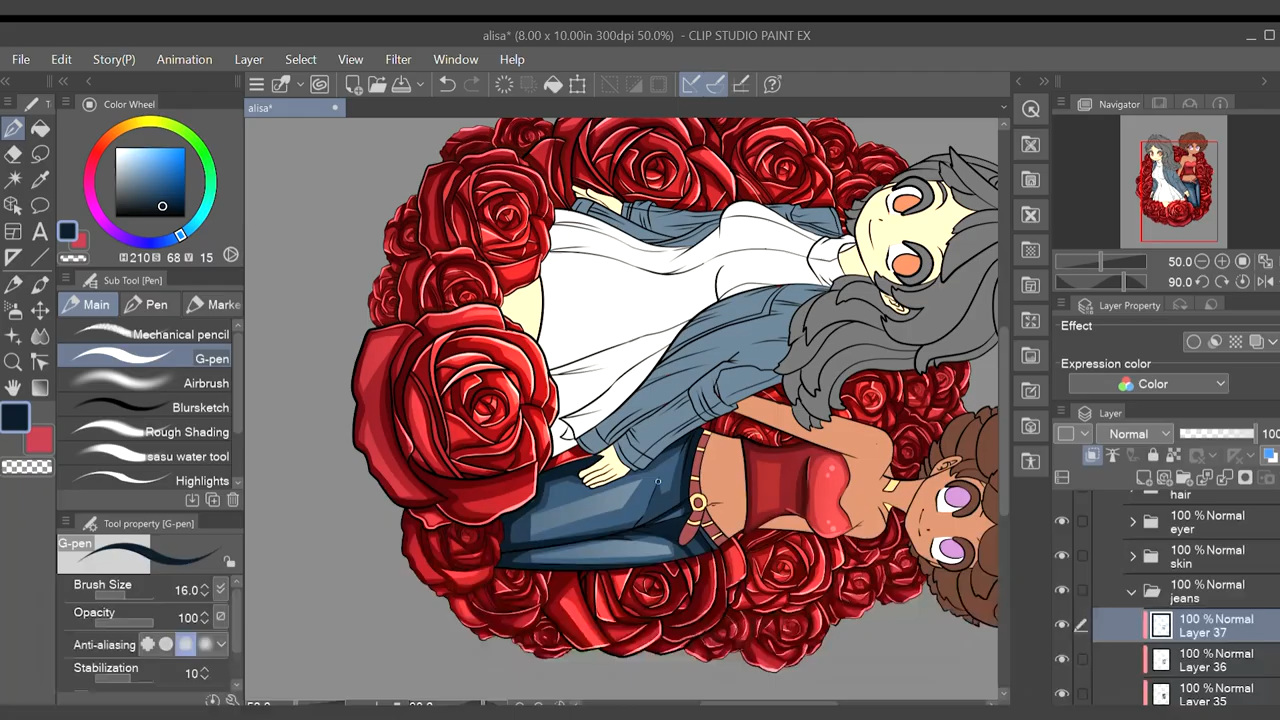 alisa* (8.00 x 10.00in 300dpi 50.0%) - CLIP STUDIO PAINT EX
File Edit Story(P) Animation Layer Select View Filter Window Help
alisa*
Color Wheel
H 210 S 68 V 15
Sub Tool [Pen]
Main Pen Marke
Mechanical pencil
G-pen
Airbrush
Blursketch
Rough Shading
sasu water tool
Highlights
Tool property [G-pen]
G-pen
Brush Size 16.0
Opacity 100
Anti-aliasing
Stabilization 10
Navigator
50.0
90.0
Layer Property
Effect
Expression color
Color
Layer
Normal 100
hair
100 % Normal
eyer
100 % Normal
skin
100 % Normal
jeans
100 % Normal
Layer 37
100 % Normal
Layer 36
100 % Normal
Layer 35